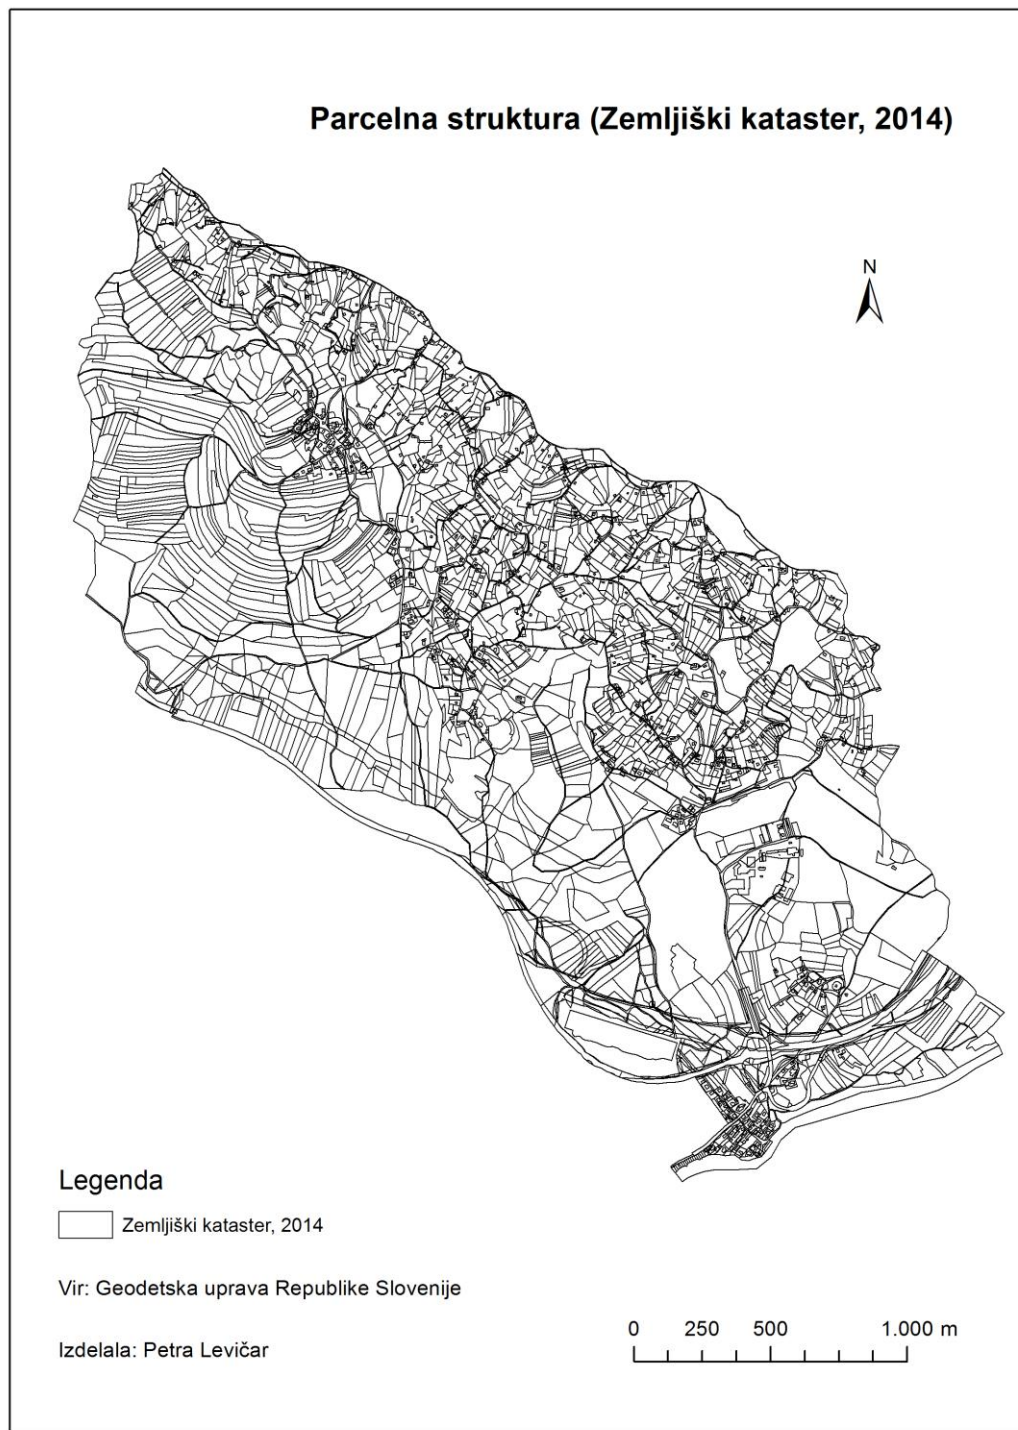 Parcelna struktura (Zemljiški kataster, 2014)
N
Legenda
Zemljiški kataster, 2014
Vir: Geodetska uprava Republike Slovenije
Izdelala: Petra Levičar
0 250 500 1.000 m